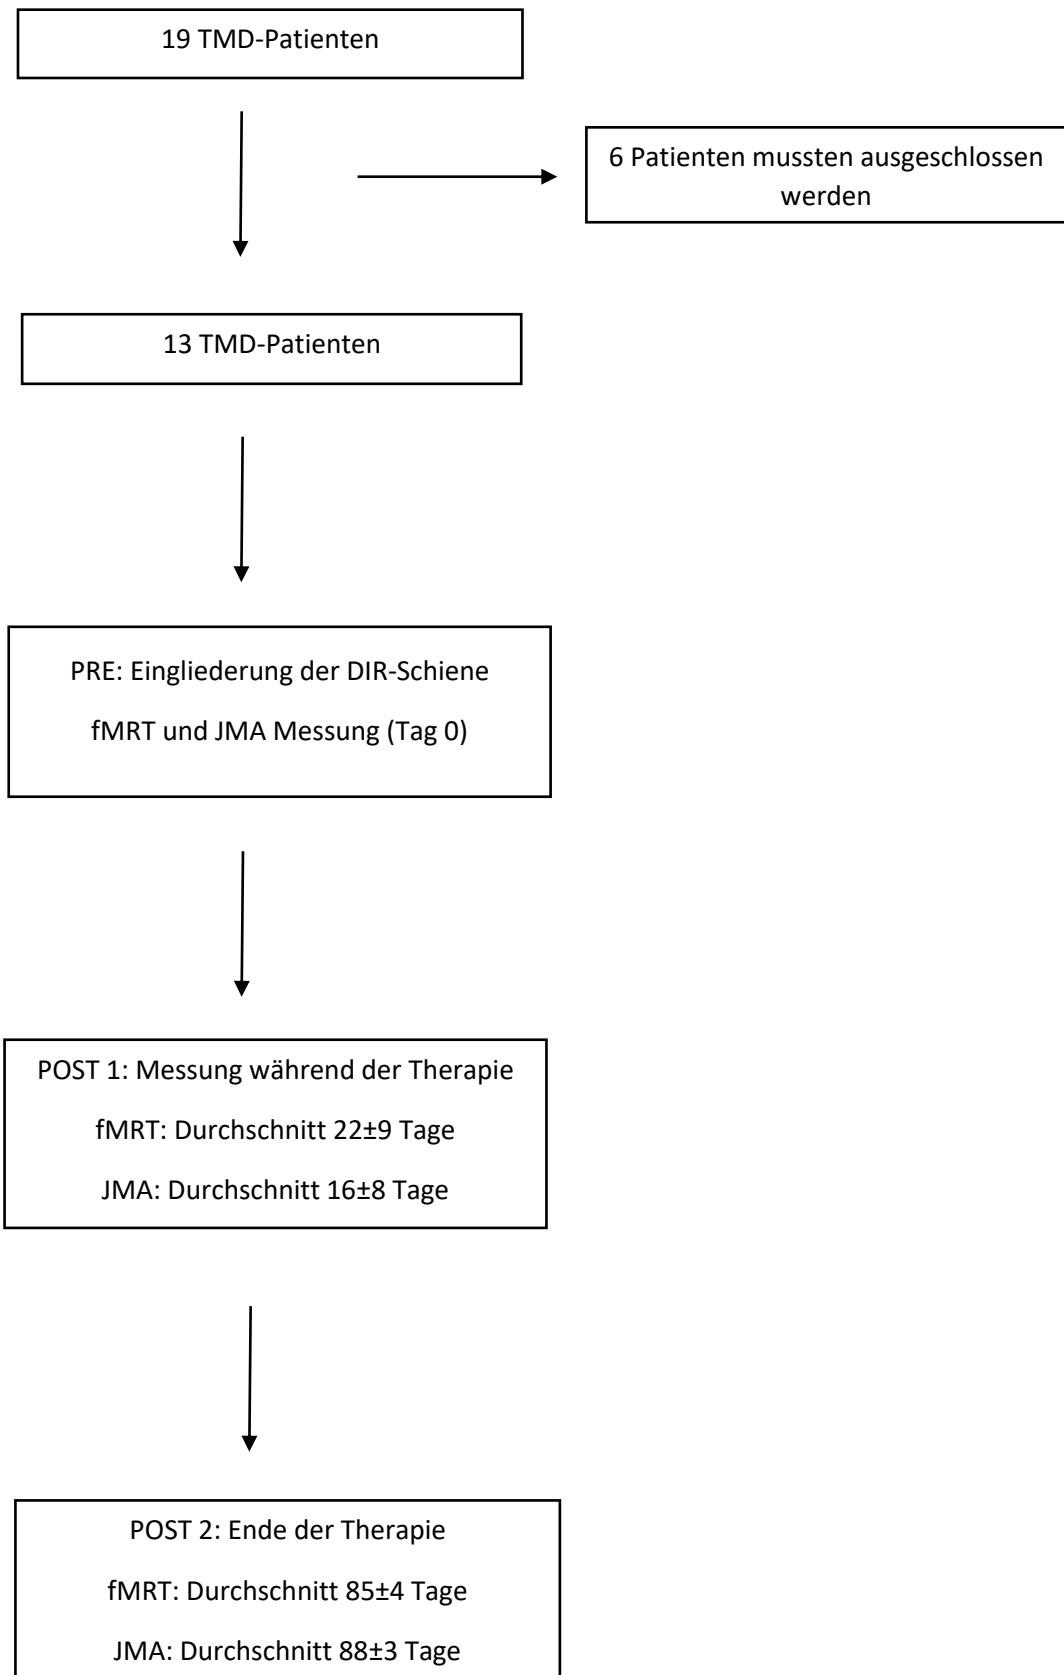 19 TMD-Patienten
6 Patienten mussten ausgeschlossen
werden
13 TMD-Patienten
PRE: Eingliederung der DIR-Schiene
fMRT und JMA Messung (Tag 0)
POST 1: Messung während der Therapie
fMRT: Durchschnitt 22±9 Tage
JMA: Durchschnitt 16±8 Tage
POST 2: Ende der Therapie
fMRT: Durchschnitt 85±4 Tage
JMA: Durchschnitt 88±3 Tage